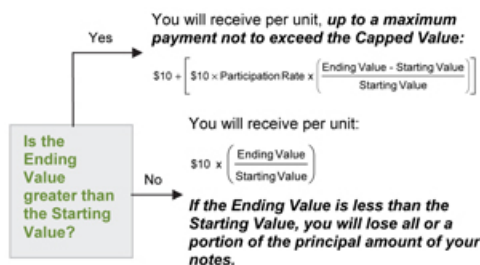 Yes
You will receive per unit, up to a maximum
payment not to exceed the Capped Value:
$10 + [ $10 × Participation Rate x ( Ending Value - Starting Value
Starting Value ) ]
Is the
Ending
Value
greater than
the Starting
Value?
No
You will receive per unit:
$10 x ( Ending Value
Starting Value )
If the Ending Value is less than the
Starting Value, you will lose all or a
portion of the principal amount of your
notes.